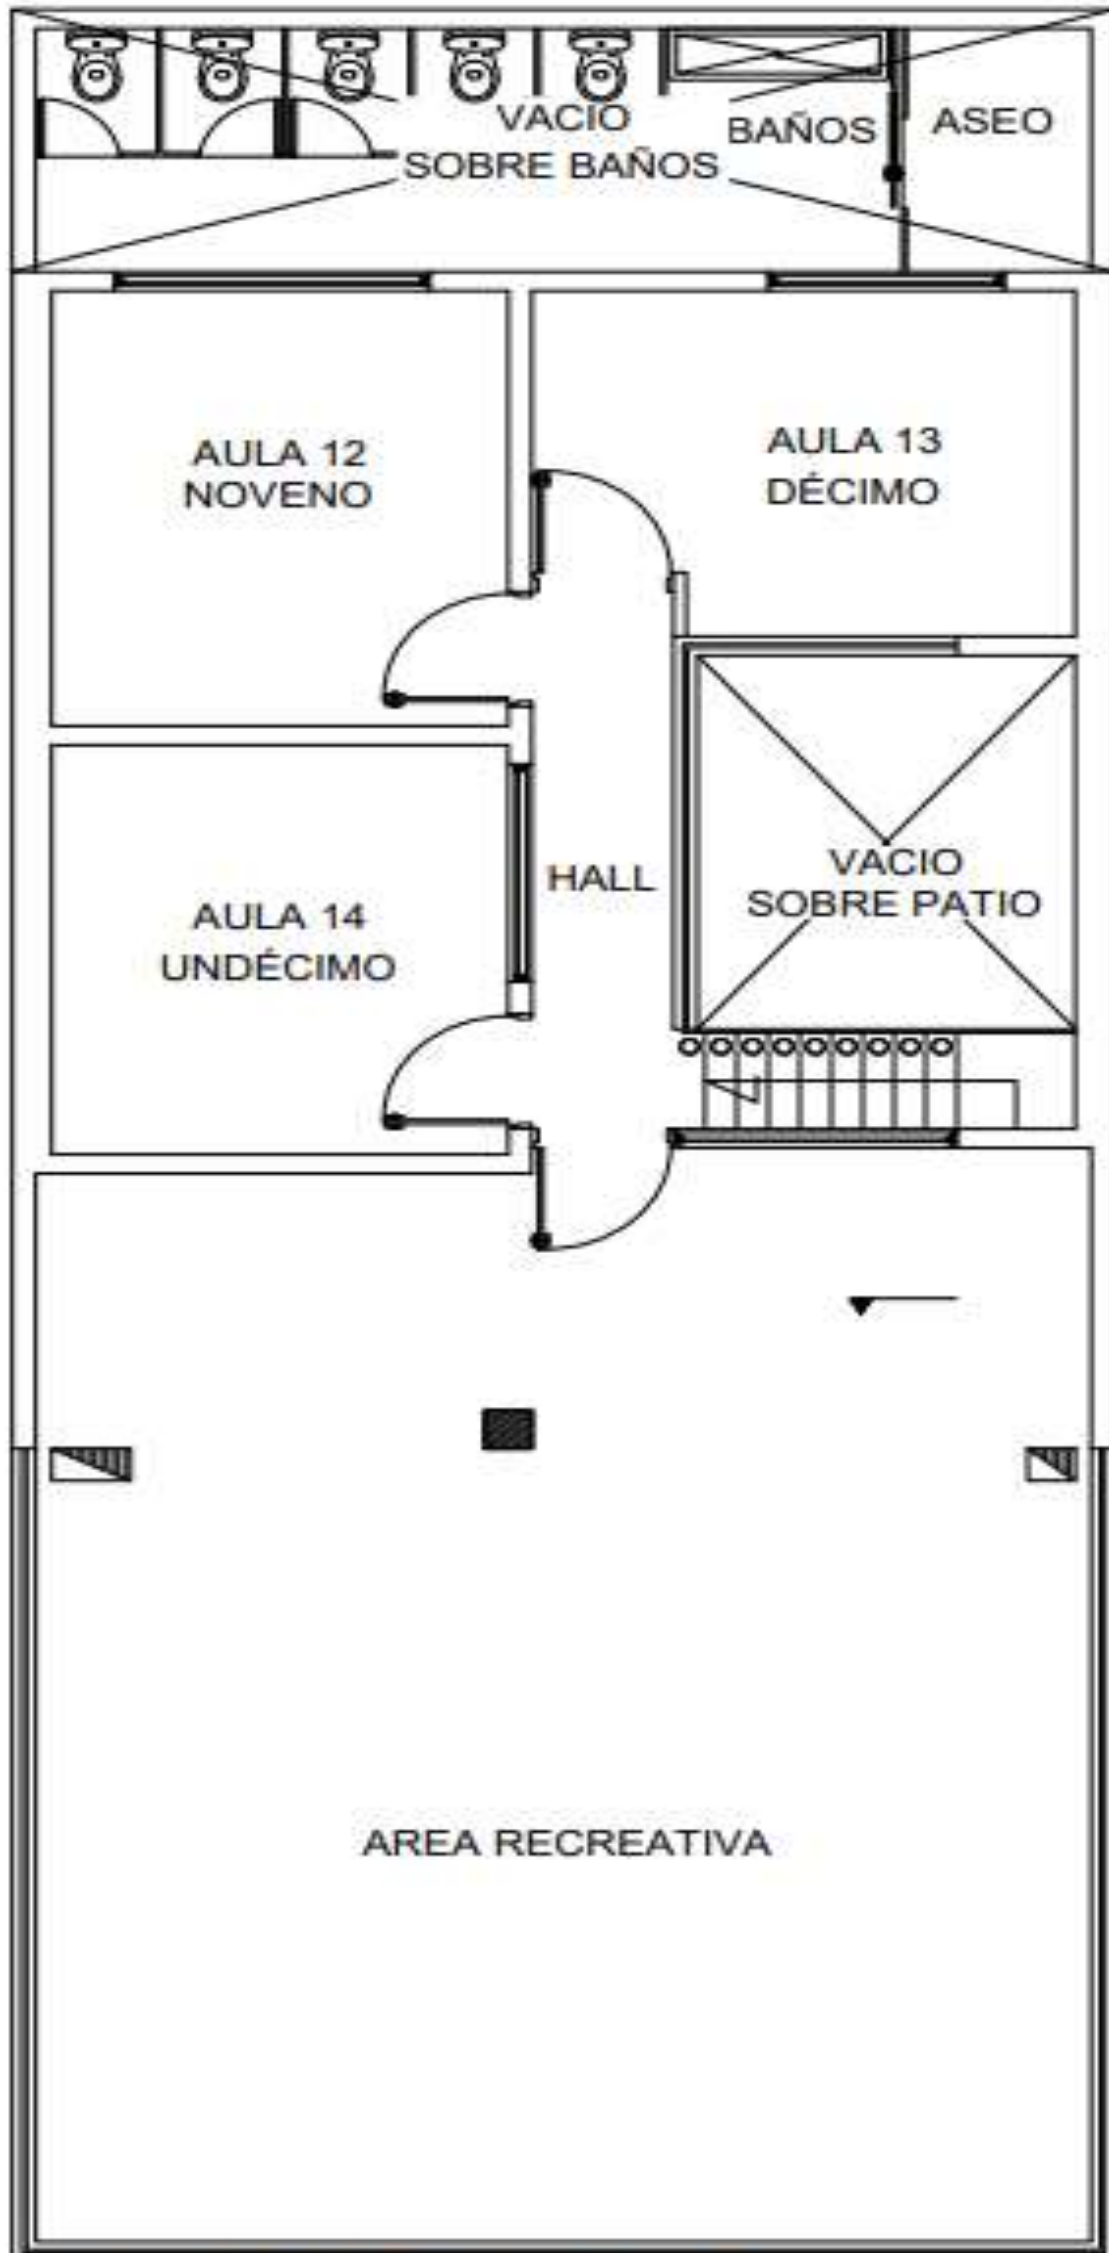 VACIO
SOBRE BAÑOS
BAÑOS
ASEO
AULA 12
NOVENO
AULA 13
DÉCIMO
AULA 14
UNDÉCIMO
HALL
VACIO
SOBRE PATIO
AREA RECREATIVA